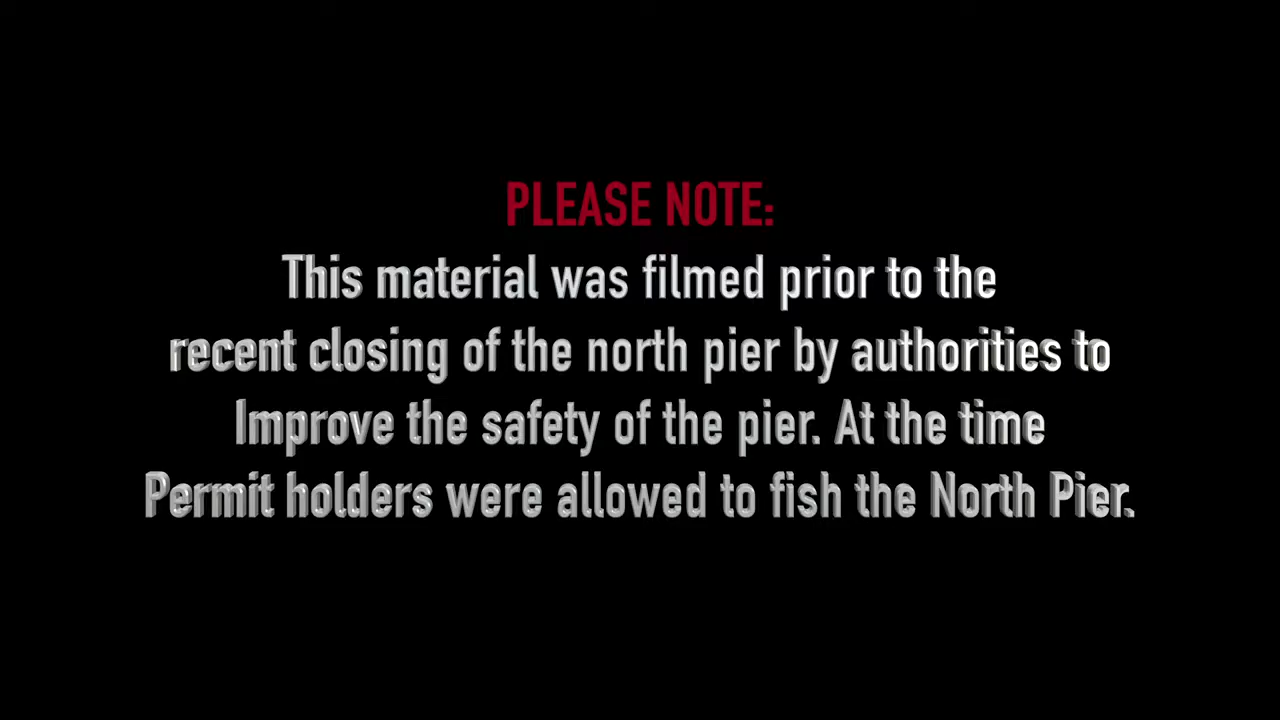 PLEASE NOTE:
This material was filmed prior to the
recent closing of the north pier by authorities to
Improve the safety of the pier. At the time
Permit holders were allowed to fish the North Pier.